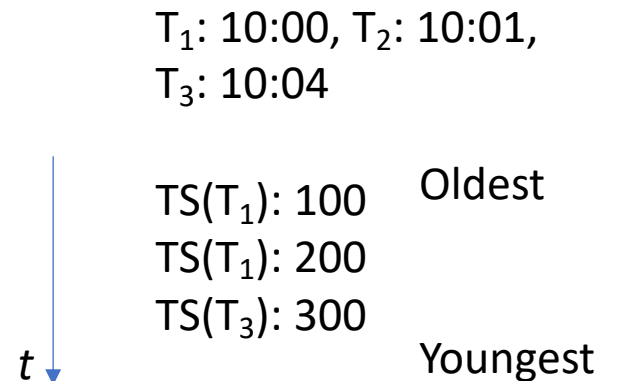 T₁: 10:00, T₂: 10:01,
T₃: 10:04
Oldest
TS(T₁): 100
TS(T₁): 200
TS(T₃): 300
Youngest
t